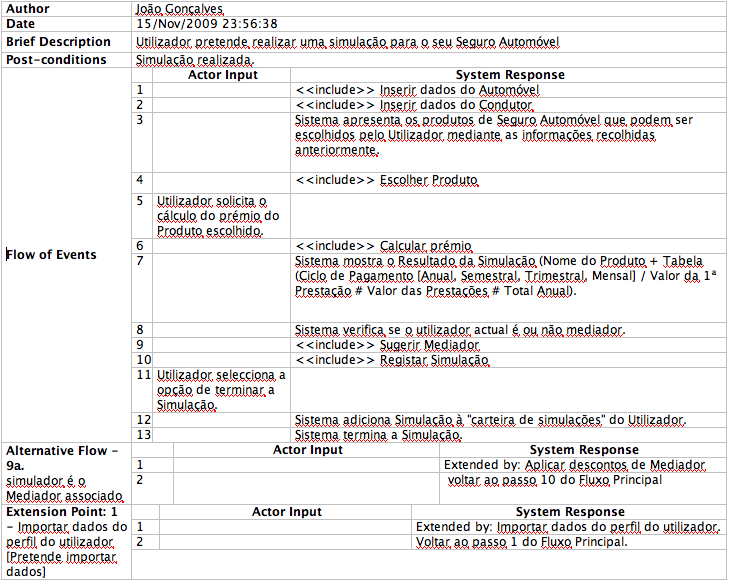 Author João Gonçalves
Date 15/Nov/2009 23:56:38
Brief Description Utilizador pretende realizar uma simulação para o seu Seguro Automóvel
Post-conditions Simulação realizada.
Flow of Events
Actor Input System Response
1 <<include>> Inserir dados do Automóvel
2 <<include>> Inserir dados do Condutor
3 Sistema apresenta os produtos de Seguro Automóvel que podem ser
escolhidos pelo Utilizador mediante as informações recolhidas
anteriormente.
4 <<include>> Escolher Produto
5 Utilizador solicita o
cálculo do prémio do
Produto escolhido.
6 <<include>> Calcular prémio
7 Sistema mostra o Resultado da Simulação (Nome do Produto + Tabela
(Ciclo de Pagamento [Anual, Semestral, Trimestral, Mensal] / Valor da 1ª
Prestação # Valor das Prestações # Total Anual).
8 Sistema verifica se o utilizador actual é ou não mediador.
9 <<include>> Sugerir Mediador
10 <<include>> Registar Simulação
11 Utilizador selecciona a
opção de terminar a
Simulação.
12 Sistema adiciona Simulação à "carteira de simulações" do Utilizador.
13 Sistema termina a Simulação.
Alternative Flow -
9a.
simulador é o
Mediador associado
Actor Input System Response
1 Extended by: Aplicar descontos de Mediador
2 voltar ao passo 10 do Fluxo Principal
Extension Point: 1
- Importar dados do
perfil do utilizador
[Pretende importar
dados]
Actor Input System Response
1 Extended by: Importar dados do perfil do utilizador.
2 Voltar ao passo 1 do Fluxo Principal.